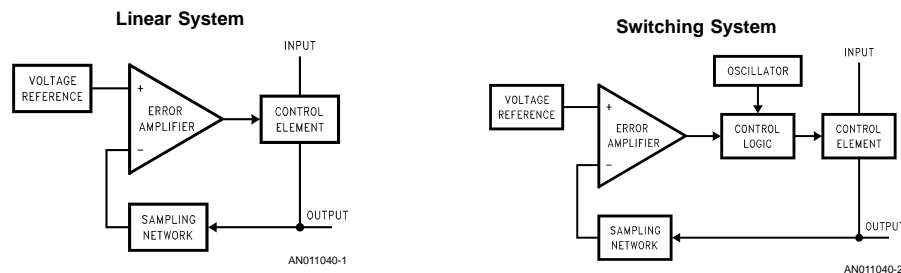 Linear System
INPUT
VOLTAGE
REFERENCE
+
ERROR
AMPLIFIER
−
CONTROL
ELEMENT
SAMPLING
NETWORK
OUTPUT
AN011040-1
Switching System
INPUT
OSCILLATOR
VOLTAGE
REFERENCE
+
ERROR
AMPLIFIER
−
CONTROL
LOGIC
CONTROL
ELEMENT
SAMPLING
NETWORK
OUTPUT
AN011040-2